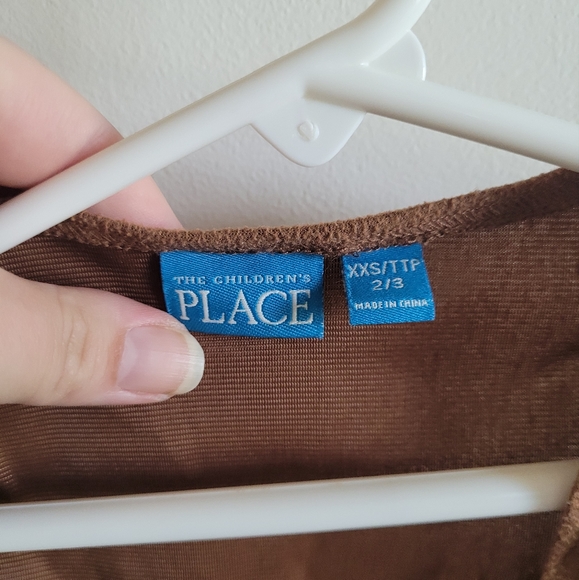 THE CHILDREN'S
PLACE
XXS/TTP
2/3
MADE IN CHINA